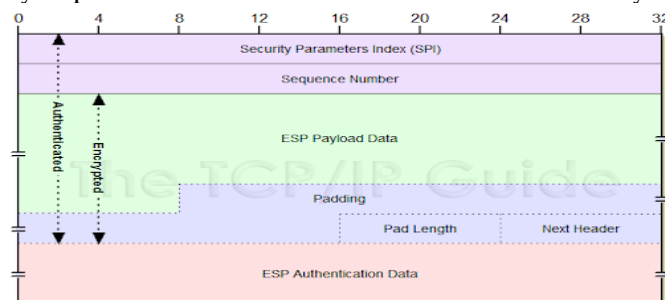 0 4 8 12 16 20 24 28 32
Security Parameters Index (SPI)
Sequence Number
Authenticated
Encrypted
ESP Payload Data
The TCP/IP Guide
Padding
Pad Length Next Header
ESP Authentication Data